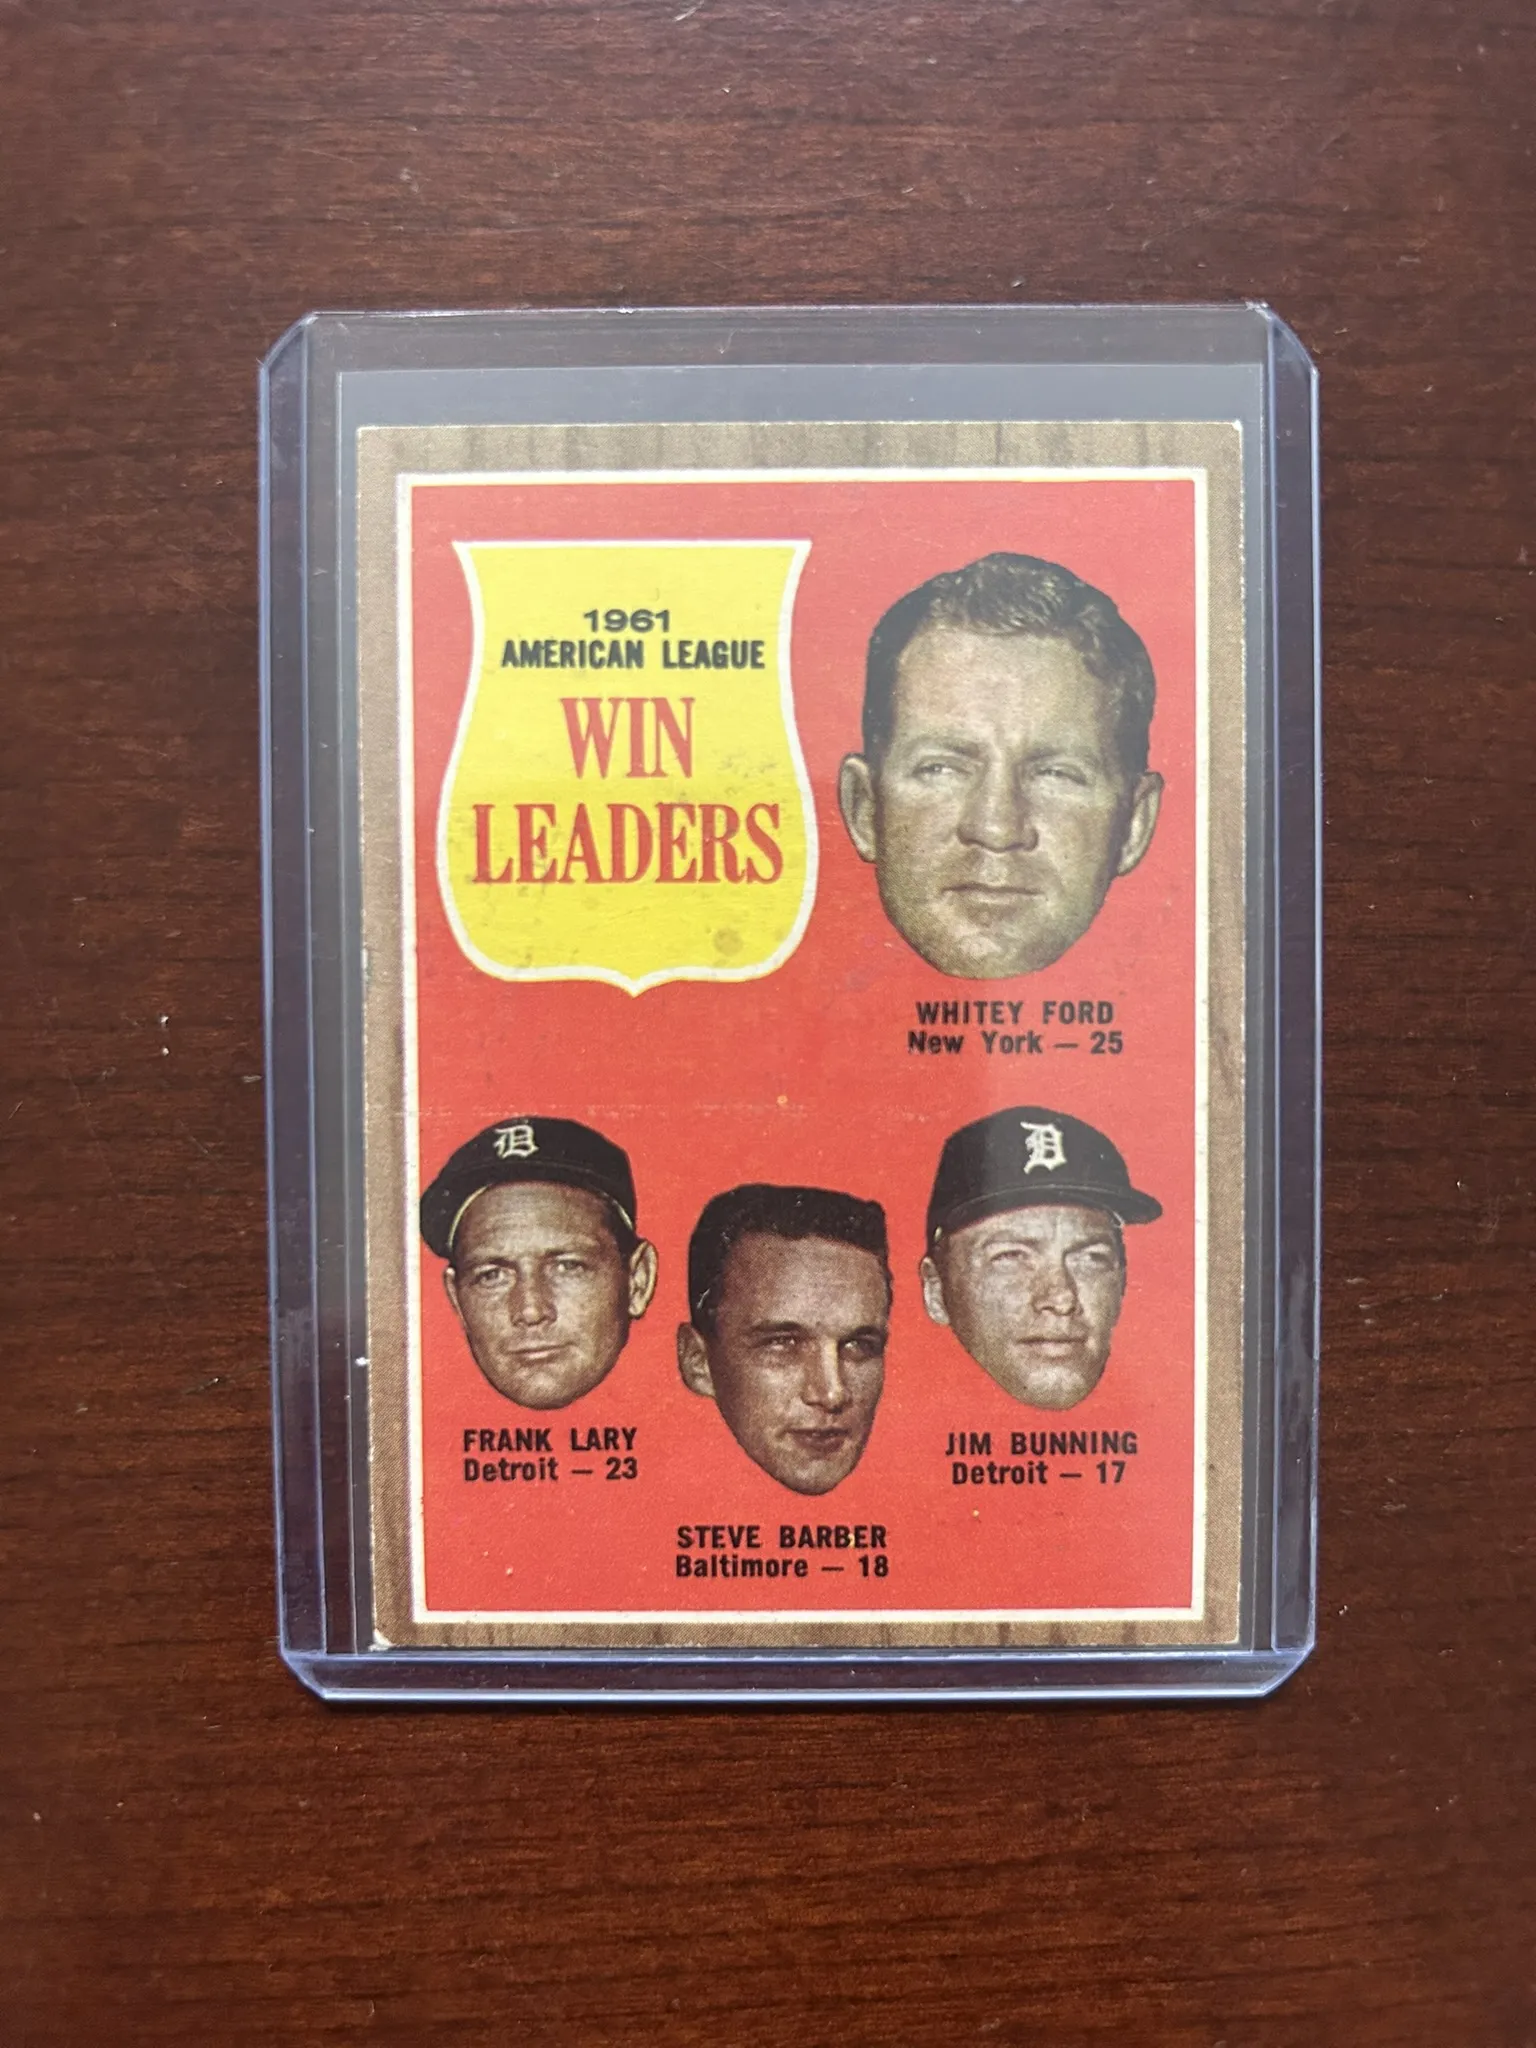 1961
AMERICAN LEAGUE
WIN
LEADERS
WHITEY FORD
New York — 25
D
D
FRANK LARY
Detroit — 23
JIM BUNNING
Detroit — 17
STEVE BARBER
Baltimore — 18